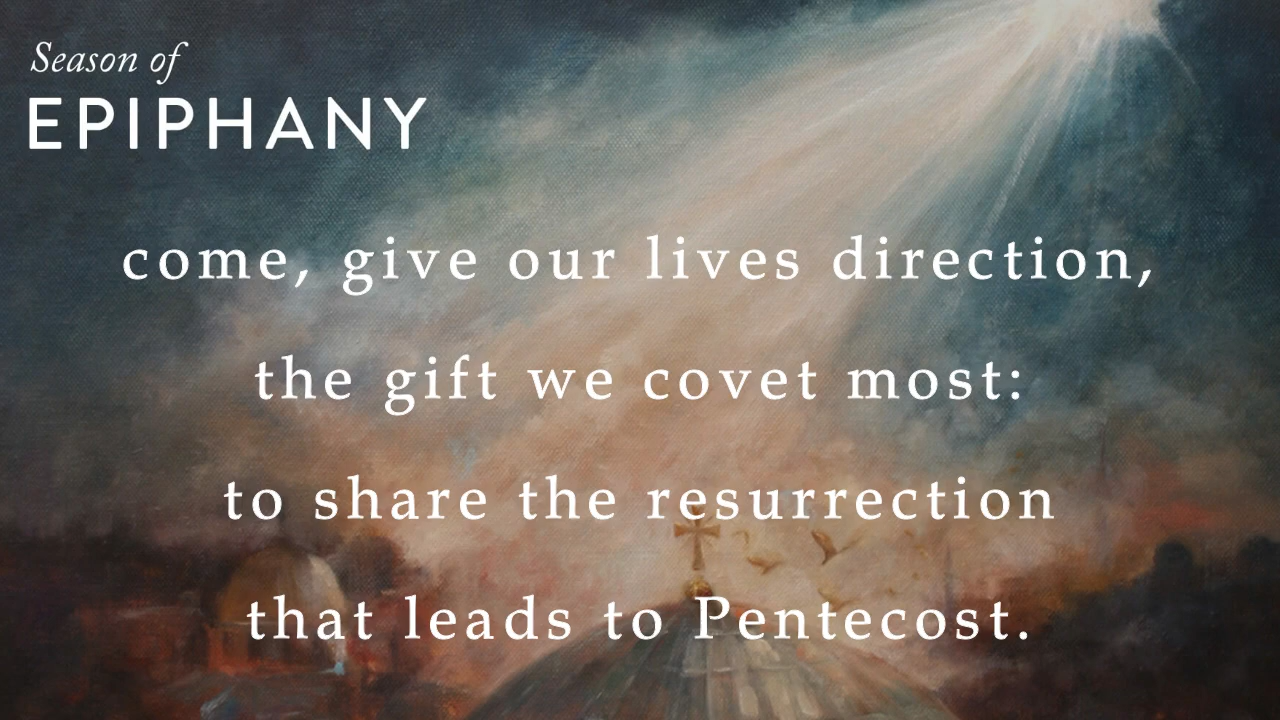 Season of
EPIPHANY
come, give our lives direction,
the gift we covet most:
to share the resurrection
that leads to Pentecost.